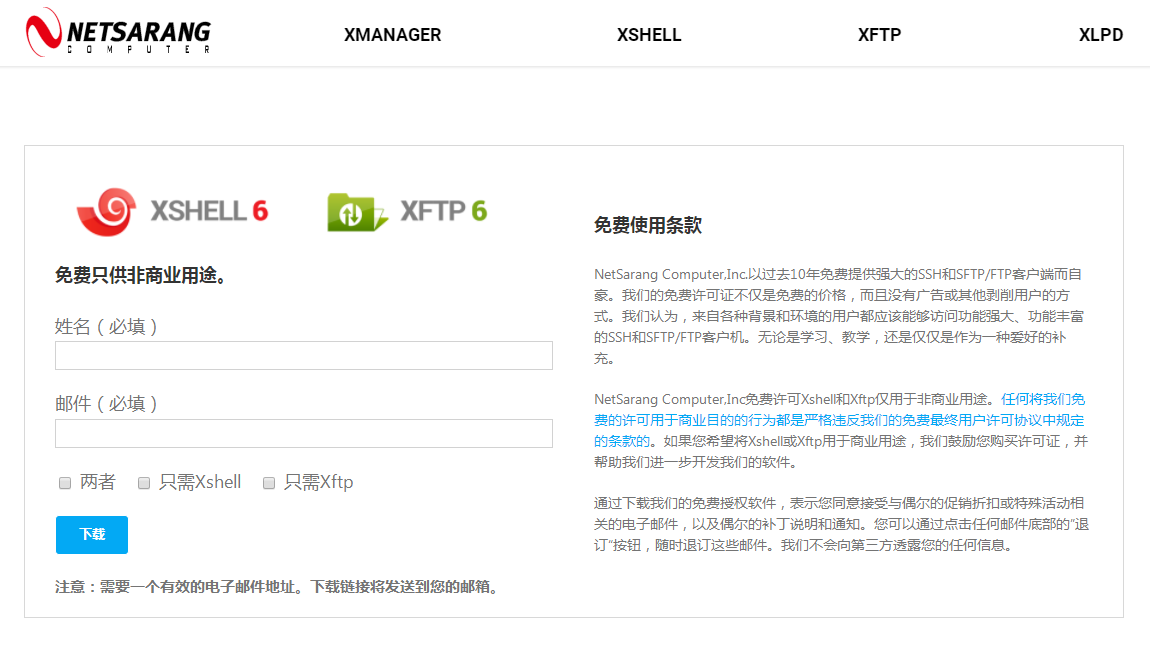 NETSARANG
COMPUTER
XMANAGER
XSHELL
XFTP
XLPD
XSHELL 6
XFTP 6
免费只供非商业用途。
姓名（必填）
邮件（必填）
两者
只需Xshell
只需Xftp
下载
注意：需要一个有效的电子邮件地址。下载链接将发送到您的邮箱。
免费使用条款
NetSarang Computer,Inc.以过去10年免费提供强大的SSH和SFTP/FTP客户端而自
豪。我们的免费许可证不仅是免费的价格，而且没有广告或其他剥削用户的方
式。我们认为，来自各种背景和环境的用户都应该能够访问功能强大、功能丰富
的SSH和SFTP/FTP客户机。无论是学习、教学，还是仅仅是作为一种爱好的补
充。
NetSarang Computer,Inc免费许可Xshell和Xftp仅用于非商业用途。任何将我们免
费的许可用于商业目的的行为都是严格违反我们的免费最终用户许可协议中规定
的条款的。如果您希望将Xshell或Xftp用于商业用途，我们鼓励您购买许可证，并
帮助我们进一步开发我们的软件。
通过下载我们的免费授权软件，表示您同意接受与偶尔的促销折扣或特殊活动相
关的电子邮件，以及偶尔的补丁说明和通知。您可以通过点击任何邮件底部的“退
订”按钮，随时退订这些邮件。我们不会向第三方透露您的任何信息。